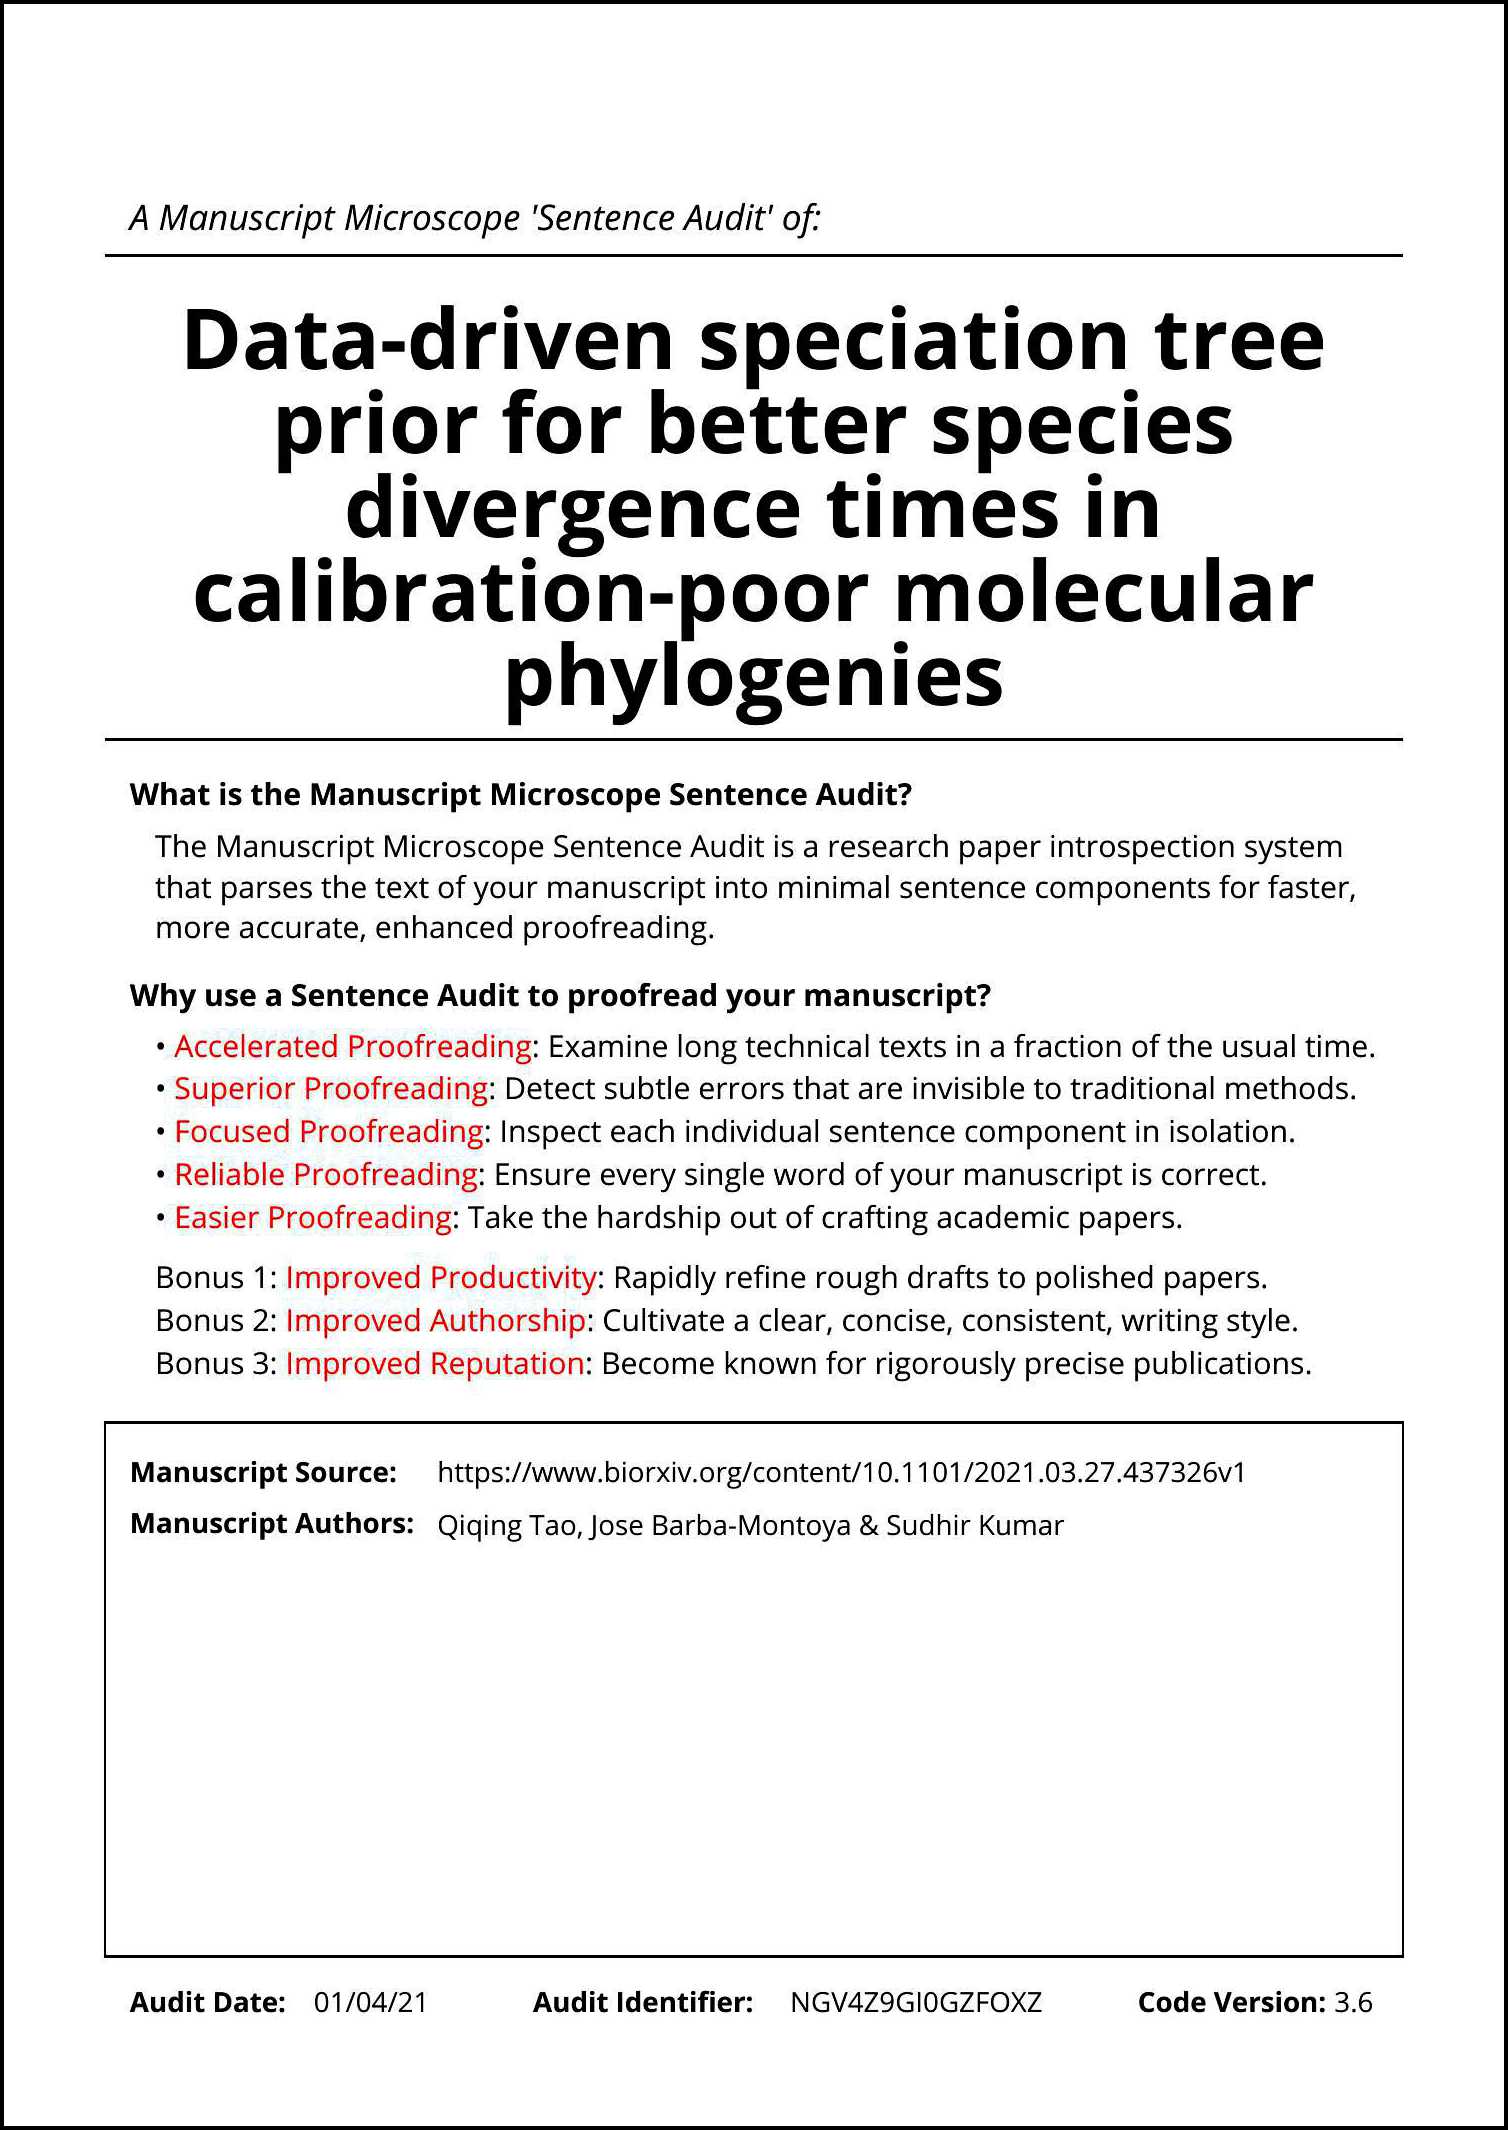 A Manuscript Microscope 'Sentence Audit' of:
Data-driven speciation tree
prior for better species
divergence times in
calibration-poor molecular
phylogenies
What is the Manuscript Microscope Sentence Audit?
The Manuscript Microscope Sentence Audit is a research paper introspection system
that parses the text of your manuscript into minimal sentence components for faster,
more accurate, enhanced proofreading.
Why use a Sentence Audit to proofread your manuscript?
• Accelerated Proofreading: Examine long technical texts in a fraction of the usual time.
• Superior Proofreading: Detect subtle errors that are invisible to traditional methods.
• Focused Proofreading: Inspect each individual sentence component in isolation.
• Reliable Proofreading: Ensure every single word of your manuscript is correct.
• Easier Proofreading: Take the hardship out of crafting academic papers.
Bonus 1: Improved Productivity: Rapidly refine rough drafts to polished papers.
Bonus 2: Improved Authorship: Cultivate a clear, concise, consistent, writing style.
Bonus 3: Improved Reputation: Become known for rigorously precise publications.
Manuscript Source: https://www.biorxiv.org/content/10.1101/2021.03.27.437326v1
Manuscript Authors: Qiqing Tao, Jose Barba-Montoya & Sudhir Kumar
Audit Date: 01/04/21 Audit Identifier: NGV4Z9GI0GZFOXZ Code Version: 3.6